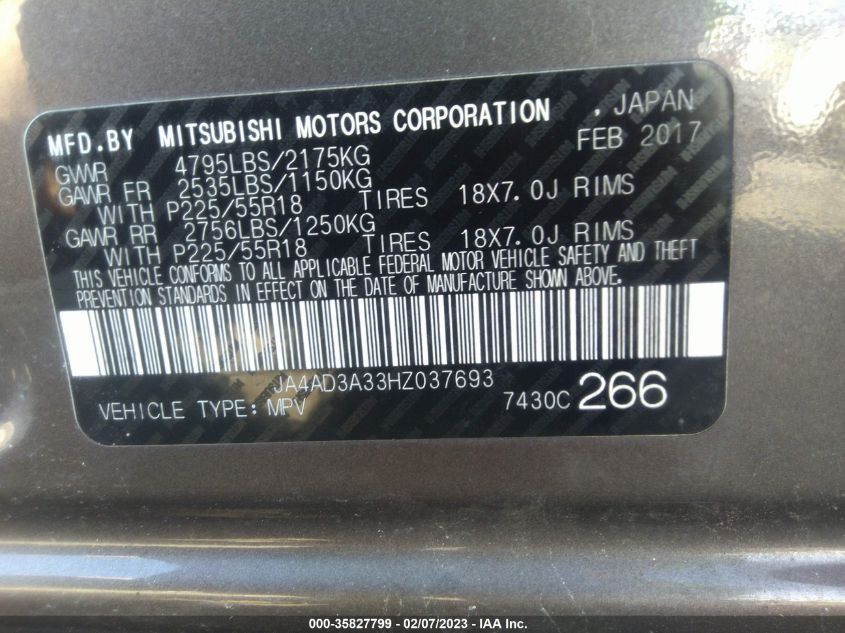 MFD.BY MITSUBISHI MOTORS CORPORATION , JAPAN
FEB 2017
GVWR 4795LBS/2175KG
GAWR FR 2535LBS/1150KG
WITH P225/55R18 TIRES 18X7.0J RIMS
GAWR RR 2756LBS/1250KG
WITH P225/55R18 TIRES 18X7.0J RIMS
THIS VEHICLE CONFORMS TO ALL APPLICABLE FEDERAL MOTOR VEHICLE SAFETY AND THEFT
PREVENTION STANDARDS IN EFFECT ON THE DATE OF MANUFACTURE SHOWN ABOVE.
JA4AD3A33HZ037693
VEHICLE TYPE: MPV 7430C 266
000-35827799 - 02/07/2023 - IAA Inc.